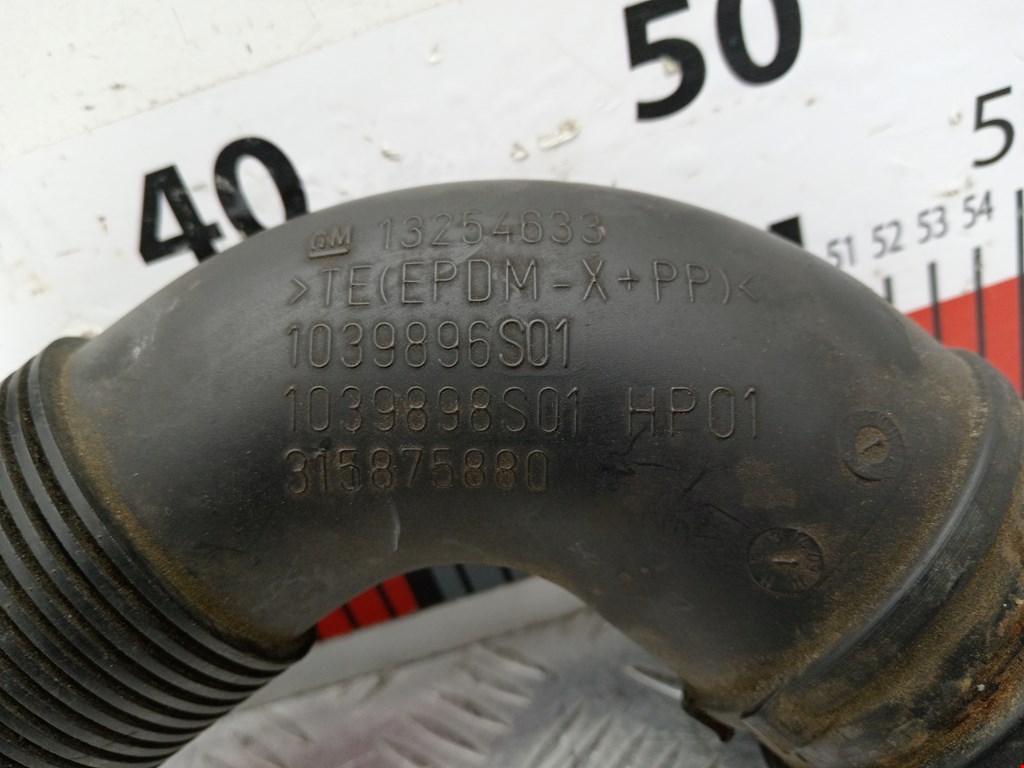 40
50
5
51 52 53 54
GM 13254633
>TE(EPDM-X+PP)<
1039896S01
1039898S01 HP01
315875880